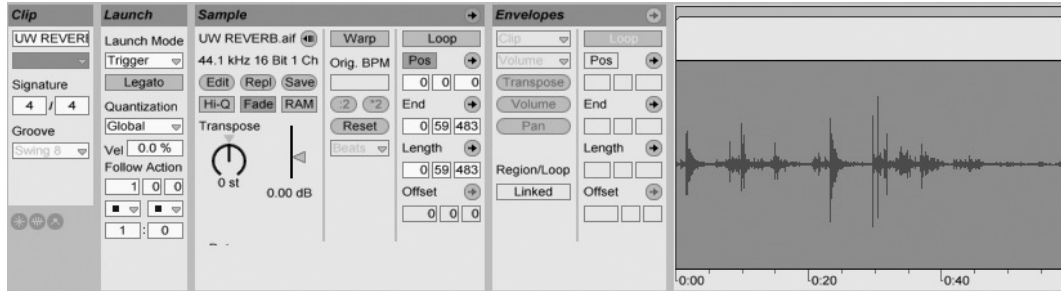 Clip
UW REVERB
Signature
4 / 4
Groove
Swing 8
Launch
Launch Mode
Trigger
Legato
Quantization
Global
Vel 0.0 %
Follow Action
1 0 0
1 : 0
Sample
UW REVERB.aif
44.1 kHz 16 Bit 1 Ch
Edit Repl Save
Hi-Q Fade RAM
Transpose
0 st
0.00 dB
Warp
Orig. BPM
:2 *2
Reset
Beats
Loop
Pos
0 0 0
End
0 59 483
Length
0 59 483
Offset
0 0 0
Envelopes
Clip
Volume
Transpose
Volume
Pan
Region/Loop
Linked
Loop
Pos
End
Length
Offset
0:00 0:20 0:40